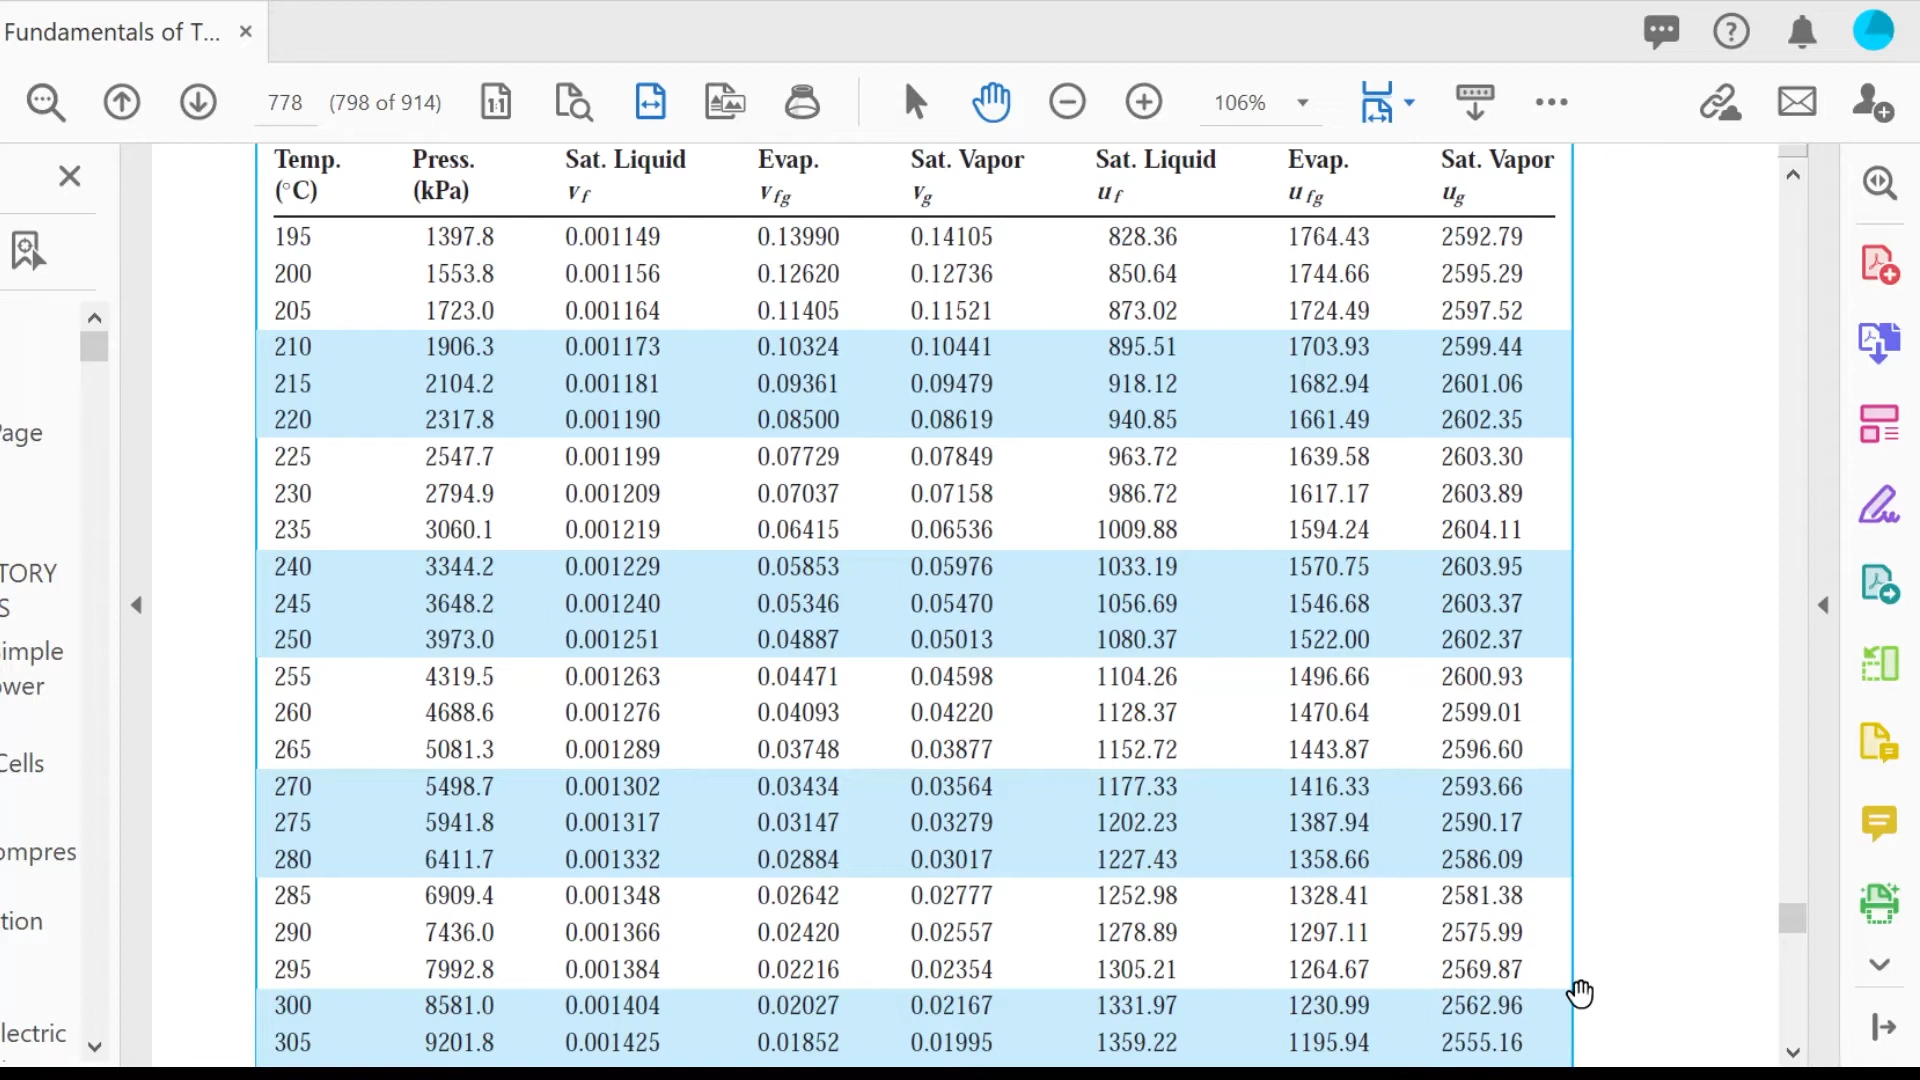 Fundamentals of T...
778 (798 of 914) 106%
Temp. Press. Sat. Liquid Evap. Sat. Vapor Sat. Liquid Evap. Sat. Vapor
(°C) (kPa) vf vfg vg uf ufg ug
195 1397.8 0.001149 0.13990 0.14105 828.36 1764.43 2592.79
200 1553.8 0.001156 0.12620 0.12736 850.64 1744.66 2595.29
205 1723.0 0.001164 0.11405 0.11521 873.02 1724.49 2597.52
210 1906.3 0.001173 0.10324 0.10441 895.51 1703.93 2599.44
215 2104.2 0.001181 0.09361 0.09479 918.12 1682.94 2601.06
220 2317.8 0.001190 0.08500 0.08619 940.85 1661.49 2602.35
225 2547.7 0.001199 0.07729 0.07849 963.72 1639.58 2603.30
230 2794.9 0.001209 0.07037 0.07158 986.72 1617.17 2603.89
235 3060.1 0.001219 0.06415 0.06536 1009.88 1594.24 2604.11
240 3344.2 0.001229 0.05853 0.05976 1033.19 1570.75 2603.95
245 3648.2 0.001240 0.05346 0.05470 1056.69 1546.68 2603.37
250 3973.0 0.001251 0.04887 0.05013 1080.37 1522.00 2602.37
255 4319.5 0.001263 0.04471 0.04598 1104.26 1496.66 2600.93
260 4688.6 0.001276 0.04093 0.04220 1128.37 1470.64 2599.01
265 5081.3 0.001289 0.03748 0.03877 1152.72 1443.87 2596.60
270 5498.7 0.001302 0.03434 0.03564 1177.33 1416.33 2593.66
275 5941.8 0.001317 0.03147 0.03279 1202.23 1387.94 2590.17
280 6411.7 0.001332 0.02884 0.03017 1227.43 1358.66 2586.09
285 6909.4 0.001348 0.02642 0.02777 1252.98 1328.41 2581.38
290 7436.0 0.001366 0.02420 0.02557 1278.89 1297.11 2575.99
295 7992.8 0.001384 0.02216 0.02354 1305.21 1264.67 2569.87
300 8581.0 0.001404 0.02027 0.02167 1331.97 1230.99 2562.96
305 9201.8 0.001425 0.01852 0.01995 1359.22 1195.94 2555.16
age
TORY
S
imple
wer
Cells
ompres
tion
lectric